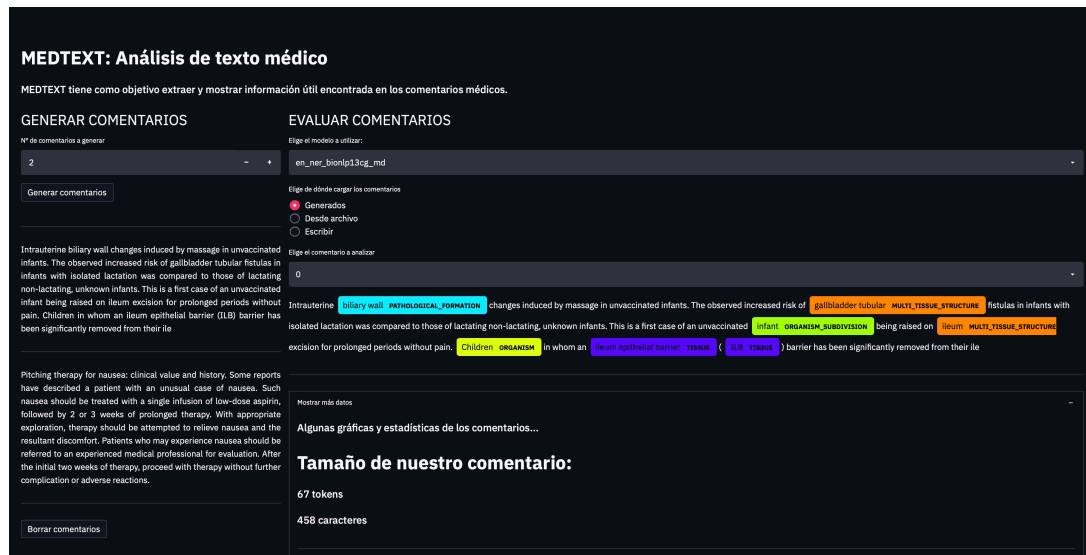 MEDTEXT: Análisis de texto médico
MEDTEXT tiene como objetivo extraer y mostrar información útil encontrada en los comentarios médicos.
GENERAR COMENTARIOS
Nº de comentarios a generar
2
Generar comentarios
Intrauterine biliary wall changes induced by massage in unvaccinated
infants. The observed increased risk of gallbladder tubular fistulas in
infants with isolated lactation was compared to those of lactating
non-lactating, unknown infants. This is a first case of an unvaccinated
infant being raised on ileum excision for prolonged periods without
pain. Children in whom an ileum epithelial barrier (ILB) barrier has
been significantly removed from their ile
Pitching therapy for nausea: clinical value and history. Some reports
have described a patient with an unusual case of nausea. Such
nausea should be treated with a single infusion of low-dose aspirin,
followed by 2 or 3 weeks of prolonged therapy. With appropriate
exploration, therapy should be attempted to relieve nausea and the
resultant discomfort. Patients who may experience nausea should be
referred to an experienced medical professional for evaluation. After
the initial two weeks of therapy, proceed with therapy without further
complication or adverse reactions.
Borrar comentarios
EVALUAR COMENTARIOS
Elige el modelo a utilizar:
en_ner_bionlp13cg_md
Elige de dónde cargar los comentarios
Generados
Desde archivo
Escribir
Elige el comentario a analizar
0
Intrauterine biliary wall PATHOLOGICAL_FORMATION changes induced by massage in unvaccinated infants. The observed increased risk of gallbladder tubular MULTI_TISSUE_STRUCTURE fistulas in infants with
isolated lactation was compared to those of lactating non-lactating, unknown infants. This is a first case of an unvaccinated infant ORGANISM_SUBDIVISION being raised on ileum MULTI_TISSUE_STRUCTURE
excision for prolonged periods without pain. Children ORGANISM in whom an ileum epithelial barrier TISSUE ( ILB TISSUE ) barrier has been significantly removed from their ile
Mostrar más datos
Algunas gráficas y estadísticas de los comentarios...
Tamaño de nuestro comentario:
67 tokens
458 caracteres